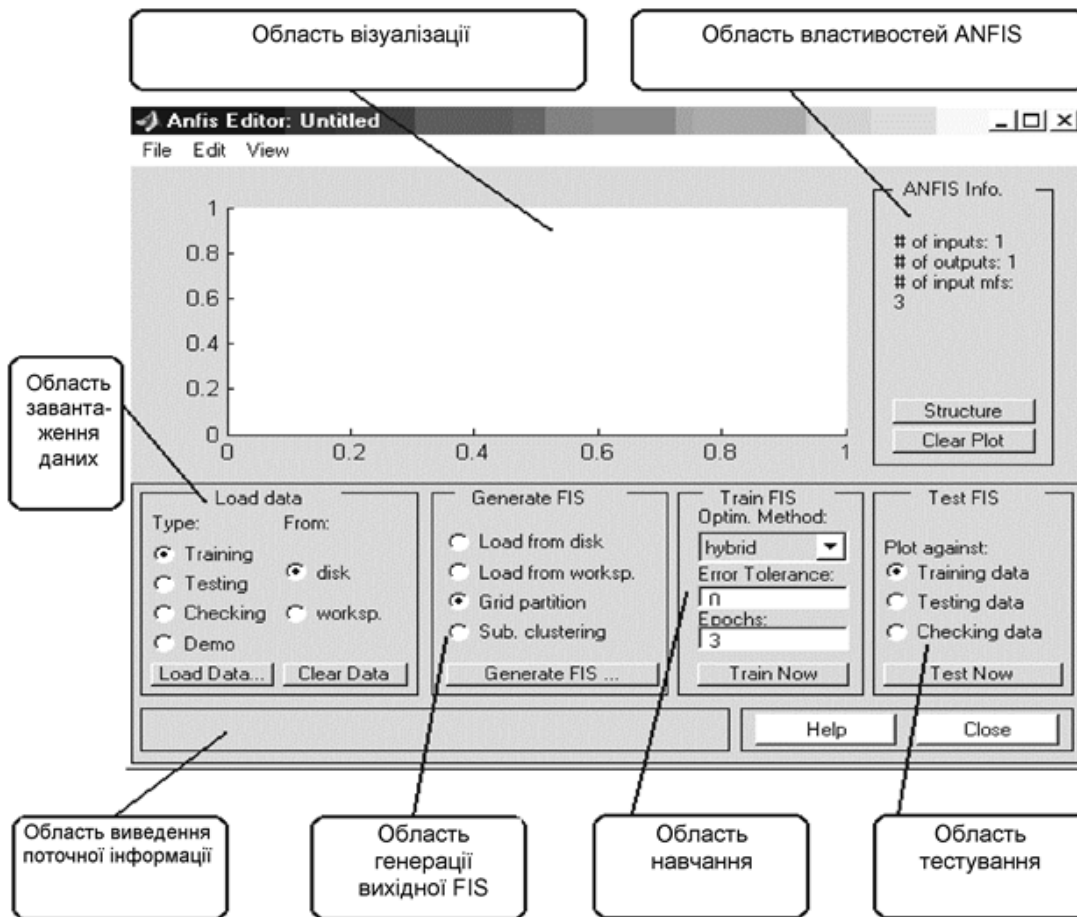 Область візуалізації
Область властивостей ANFIS
Anfis Editor: Untitled
File Edit View
ANFIS Info.
# of inputs: 1
# of outputs: 1
# of input mfs:
3
Structure
Clear Plot
1
0.8
0.6
0.4
0.2
0
0 0.2 0.4 0.6 0.8 1
Область
заванта-
ження
даних
Load data
Type: From:
Training
Testing
Checking
Demo
disk
worksp.
Load Data... Clear Data
Generate FIS
Load from disk
Load from worksp.
Grid partition
Sub. clustering
Generate FIS ...
Train FIS
Optim. Method:
hybrid
Error Tolerance:
0
Epochs:
3
Train Now
Test FIS
Plot against:
Training data
Testing data
Checking data
Test Now
Help Close
Область виведення
поточної інформації
Область
генерації
вихідної FIS
Область
навчання
Область
тестування